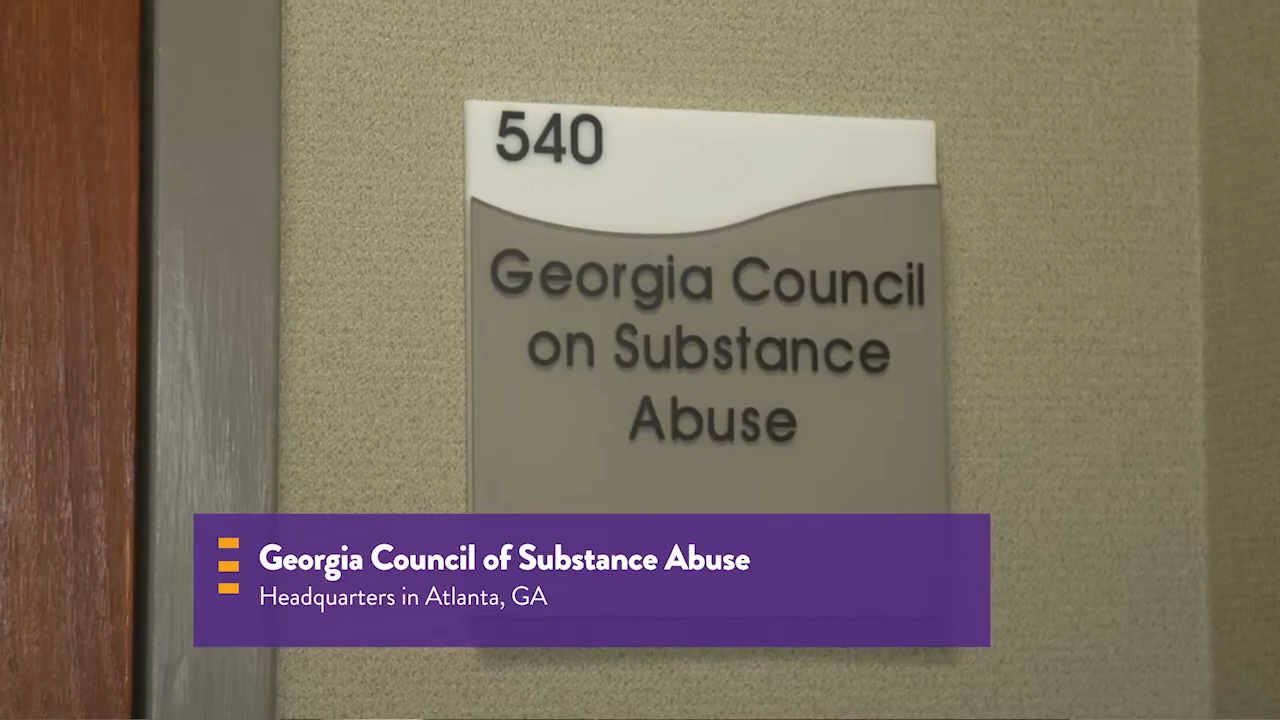 540
Georgia Council
on Substance
Abuse
Georgia Council of Substance Abuse
Headquarters in Atlanta, GA